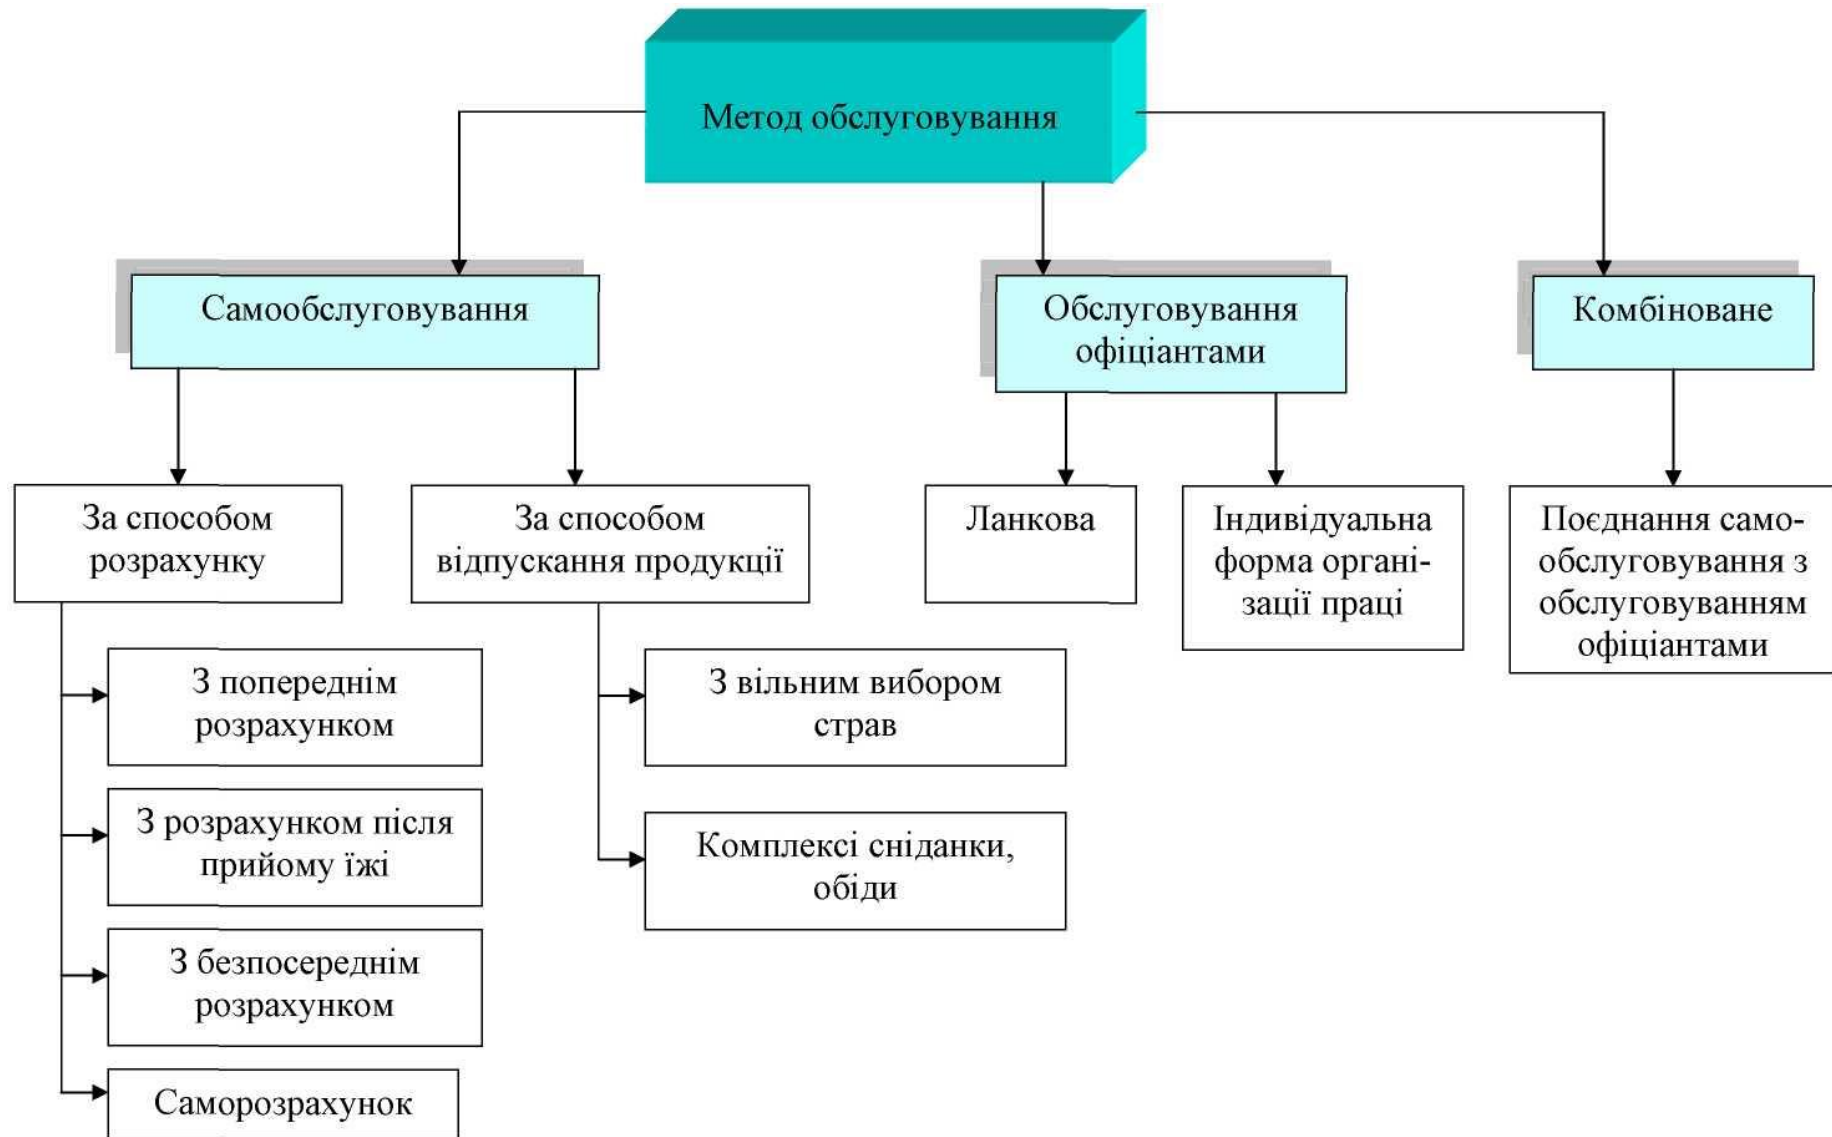 Метод обслуговування
Самообслуговування
Обслуговування
офіціантами
Комбіноване
За способом
розрахунку
За способом
відпускання продукції
Ланкова
Індивідуальна
форма органі-
зації праці
Поєднання само-
обслуговування з
обслуговуванням
офіціантами
З попереднім
розрахунком
З розрахунком після
прийому їжі
З безпосереднім
розрахунком
Саморозрахунок
З вільним вибором
страв
Комплексі сніданки,
обіди